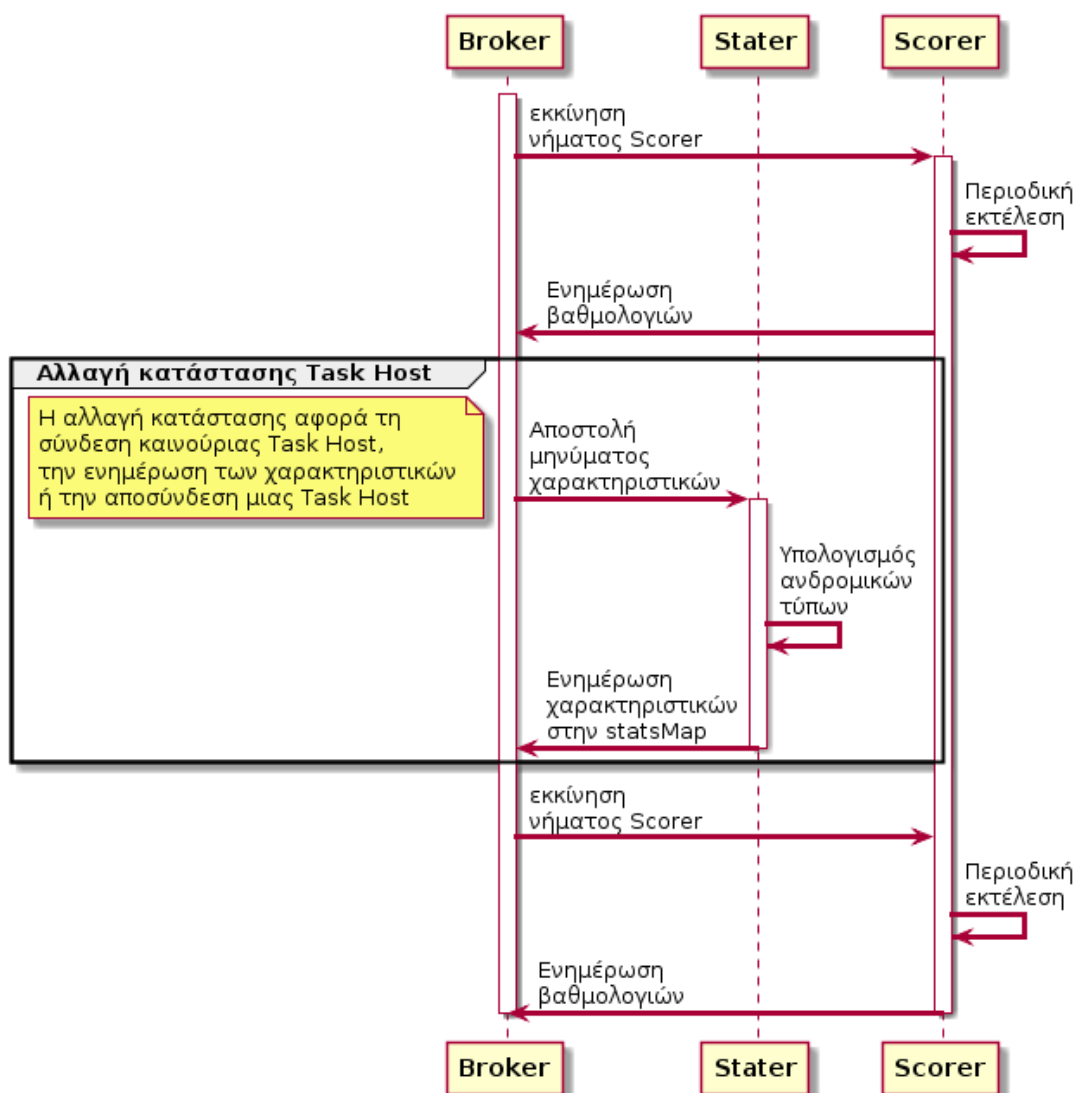 Broker
Stater
Scorer
εκκίνηση
νήματος Scorer
Περιοδική
εκτέλεση
Ενημέρωση
βαθμολογιών
Αλλαγή κατάστασης Task Host
Η αλλαγή κατάστασης αφορά τη
σύνδεση καινούριας Task Host,
την ενημέρωση των χαρακτηριστικών
ή την αποσύνδεση μιας Task Host
Αποστολή
μηνύματος
χαρακτηριστικών
Υπολογισμός
ανδρομικών
τύπων
Ενημέρωση
χαρακτηριστικών
στην statsMap
εκκίνηση
νήματος Scorer
Περιοδική
εκτέλεση
Ενημέρωση
βαθμολογιών
Broker
Stater
Scorer